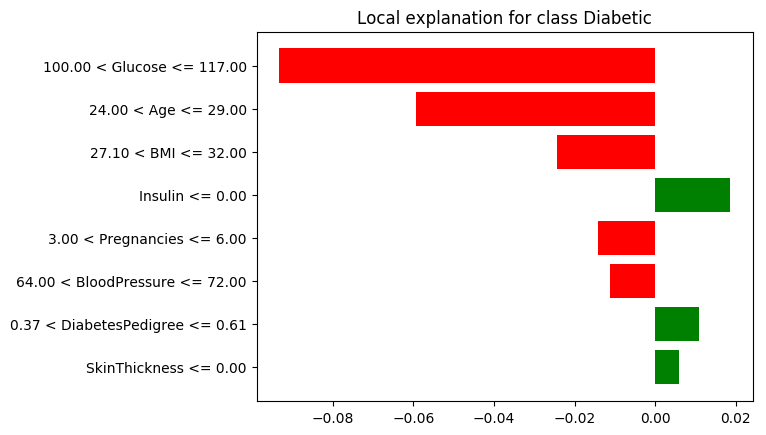 Local explanation for class Diabetic
100.00 < Glucose <= 117.00
24.00 < Age <= 29.00
27.10 < BMI <= 32.00
Insulin <= 0.00
3.00 < Pregnancies <= 6.00
64.00 < BloodPressure <= 72.00
0.37 < DiabetesPedigree <= 0.61
SkinThickness <= 0.00
−0.08 −0.06 −0.04 −0.02 0.00 0.02